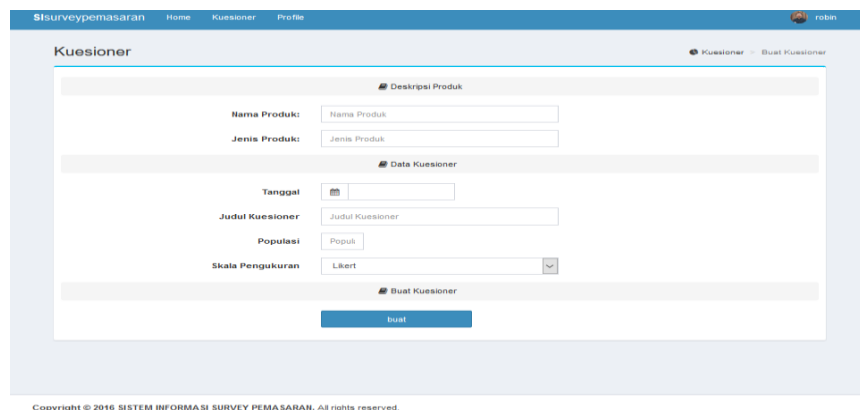 SIsurveypemasaran Home Kuesioner Profile robin
Kuesioner
Kuesioner > Buat Kuesioner
Deskripsi Produk
Nama Produk: Nama Produk
Jenis Produk: Jenis Produk
Data Kuesioner
Tanggal
Judul Kuesioner Judul Kuesioner
Populasi Popul
Skala Pengukuran Likert
Buat Kuesioner
buat
Copyright © 2016 SISTEM INFORMASI SURVEY PEMASARAN. All rights reserved.